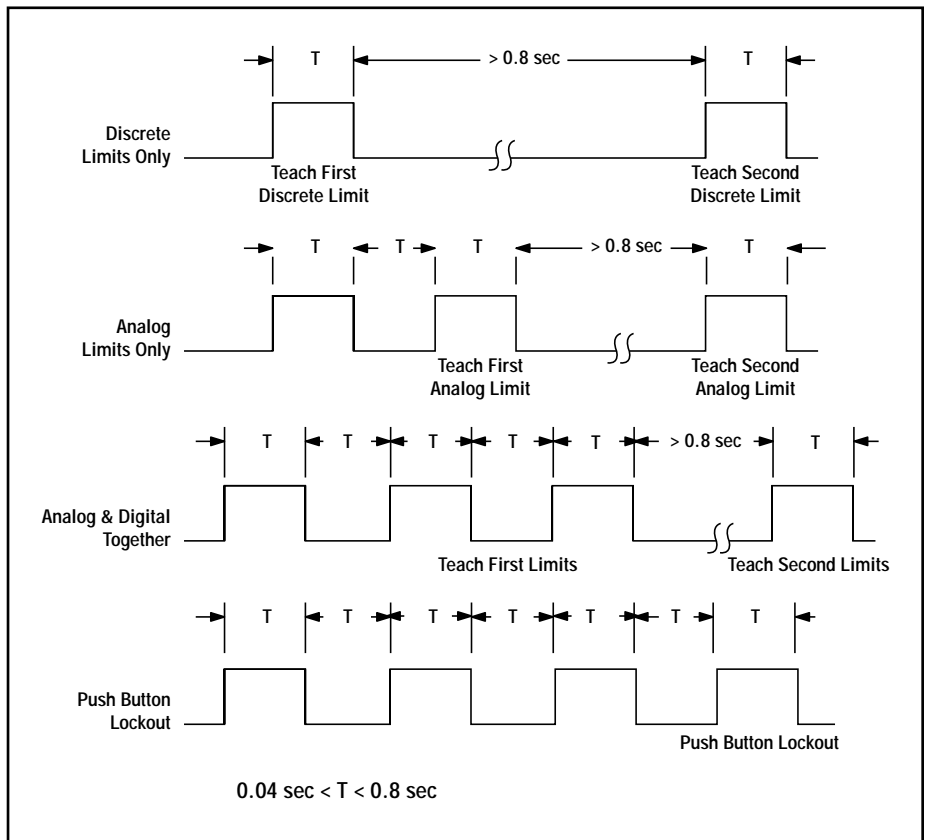 T > 0.8 sec T
Discrete
Limits Only
Teach First
Discrete Limit
Teach Second
Discrete Limit
T T T > 0.8 sec T
Analog
Limits Only
Teach First
Analog Limit
Teach Second
Analog Limit
T T T T T > 0.8 sec T
Analog & Digital
Together
Teach First Limits
Teach Second Limits
T T T T T T T
Push Button
Lockout
Push Button Lockout
0.04 sec < T < 0.8 sec